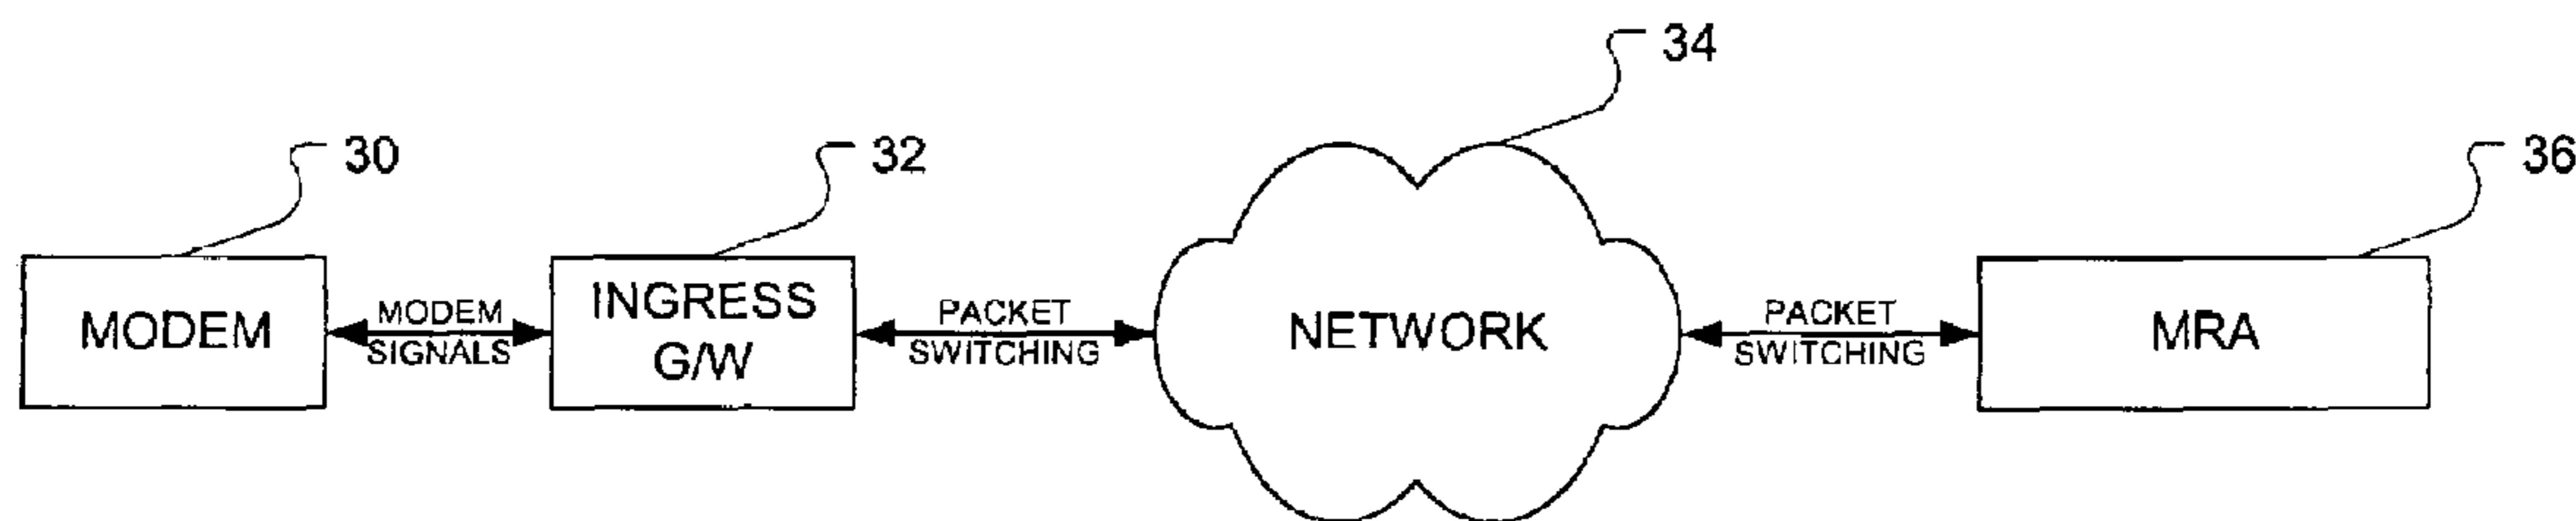 34
30
32
36
MODEM
MODEM
SIGNALS
INGRESS
G/W
PACKET
SWITCHING
NETWORK
PACKET
SWITCHING
MRA